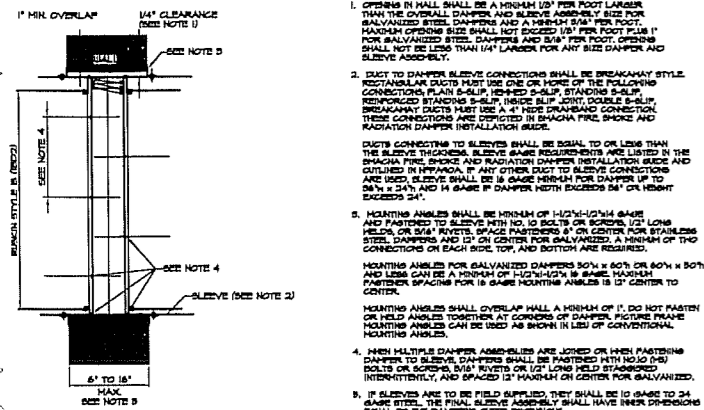 1" MIN. OVERLAP
1/4" CLEARANCE
(SEE NOTE 1)
SEE NOTE 3
WALL
SEE NOTE 4
RUSKIN STYLE B
SEE NOTE 4
SLEEVE (SEE NOTE 2)
6" TO 16"
MAX.
SEE NOTE 5
1. OPENING IN WALL SHALL BE A MINIMUM 1/8" PER FOOT LARGER
THAN THE OVERALL DAMPER AND SLEEVE ASSEMBLY SIZE FOR
GALVANIZED STEEL DAMPERS AND A MINIMUM 3/16" PER FOOT.
MAXIMUM OPENING SIZE SHALL NOT EXCEED 1/8" PER FOOT PLUS 1"
FOR GALVANIZED STEEL DAMPERS AND 3/16" PER FOOT. OPENING
SHALL NOT BE LESS THAN 1/4" LARGER FOR ANY SIZE DAMPER AND
SLEEVE ASSEMBLY.
2. DUCT TO DAMPER SLEEVE CONNECTIONS SHALL BE BREAKAWAY STYLE.
RECTANGULAR DUCTS MUST USE ONE OR MORE OF THE FOLLOWING
CONNECTIONS; PLAIN S-SLIP, HEMMED S-SLIP, STANDING S-SLIP,
REINFORCED STANDING S-SLIP, INSIDE SLIP JOINT, DOUBLE S-SLIP,
BREAKAWAY DUCTS MUST USE A 4" WIDE DRAWBAND CONNECTION.
THESE CONNECTIONS ARE DEPICTED IN SMACNA FIRE, SMOKE AND
RADIATION DAMPER INSTALLATION GUIDE.
DUCTS CONNECTING TO SLEEVES SHALL BE EQUAL TO OR LESS THAN
THE SLEEVE THICKNESS. SLEEVE GAGE REQUIREMENTS ARE LISTED IN THE
SMACNA FIRE, SMOKE AND RADIATION DAMPER INSTALLATION GUIDE AND
OUTLINED IN NFPA90A. IF ANY OTHER DUCT TO SLEEVE CONNECTIONS
ARE USED, SLEEVE SHALL BE 16 GAGE MINIMUM FOR DAMPER UP TO
36"W x 24"H AND 14 GAGE IF DAMPER WIDTH EXCEEDS 36" OR HEIGHT
EXCEEDS 24".
3. MOUNTING ANGLES SHALL BE MINIMUM OF 1-1/2"x1-1/2"x14 GAGE
AND FASTENED TO SLEEVE WITH NO. 10 BOLTS OR SCREWS, 1/2" LONG
WELDS, OR 3/16" RIVETS. SPACE FASTENERS 6" ON CENTER FOR STAINLESS
STEEL DAMPERS AND 12" ON CENTER FOR GALVANIZED. A MINIMUM OF TWO
CONNECTIONS ON EACH SIDE, TOP, AND BOTTOM ARE REQUIRED.
MOUNTING ANGLES FOR GALVANIZED DAMPERS
AND LESS CAN BE A MINIMUM OF 1-1/2"x1-1/2"x 16 GAGE. MAXIMUM
FASTENER SPACING FOR 16 GAGE MOUNTING ANGLES IS 12" CENTER TO
CENTER.
MOUNTING ANGLES SHALL OVERLAP WALL A MINIMUM OF 1". DO NOT FASTEN
OR WELD ANGLES TOGETHER AT CORNERS OF DAMPER. PICTURE FRAME
MOUNTING ANGLES CAN BE USED AS SHOWN IN LIEU OF CONVENTIONAL
MOUNTING ANGLES.
4. WHEN MULTIPLE DAMPER ASSEMBLIES ARE JOINED OR WHEN FASTENING
DAMPER TO SLEEVE, DAMPERS SHALL BE FASTENED WITH NO.10
BOLTS OR SCREWS, 3/16" RIVETS OR 1/2" LONG WELD STAGGERED
INTERMITTENTLY, AND SPACED 12" MAXIMUM ON CENTER FOR GALVANIZED.
5. IF SLEEVES ARE TO BE FIELD SUPPLIED, THEY SHALL BE 10 GAGE TO 24
GAGE STEEL. THE FINAL SLEEVE ASSEMBLY SHALL HAVE INNER DIMENSIONS